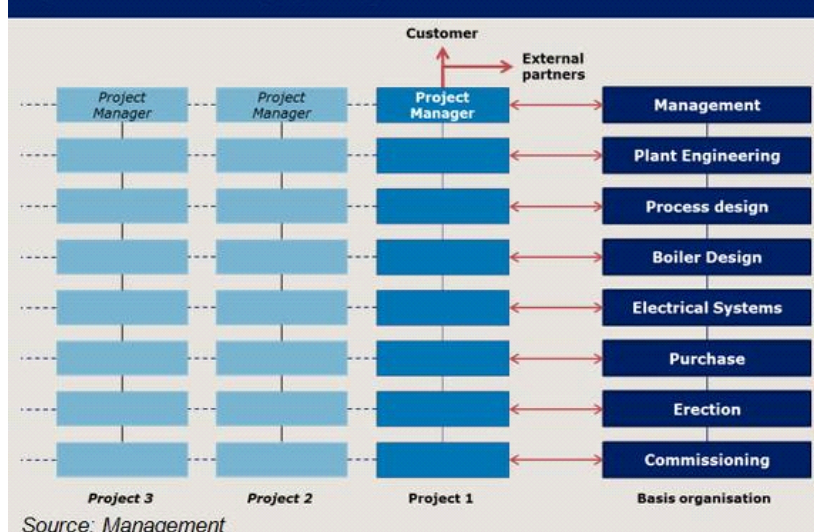 Customer
External
partners
Project
Manager
Project
Manager
Project
Manager
Management
Plant Engineering
Process design
Boiler Design
Electrical Systems
Purchase
Erection
Commissioning
Project 3
Project 2
Project 1
Basis organisation
Source: Management